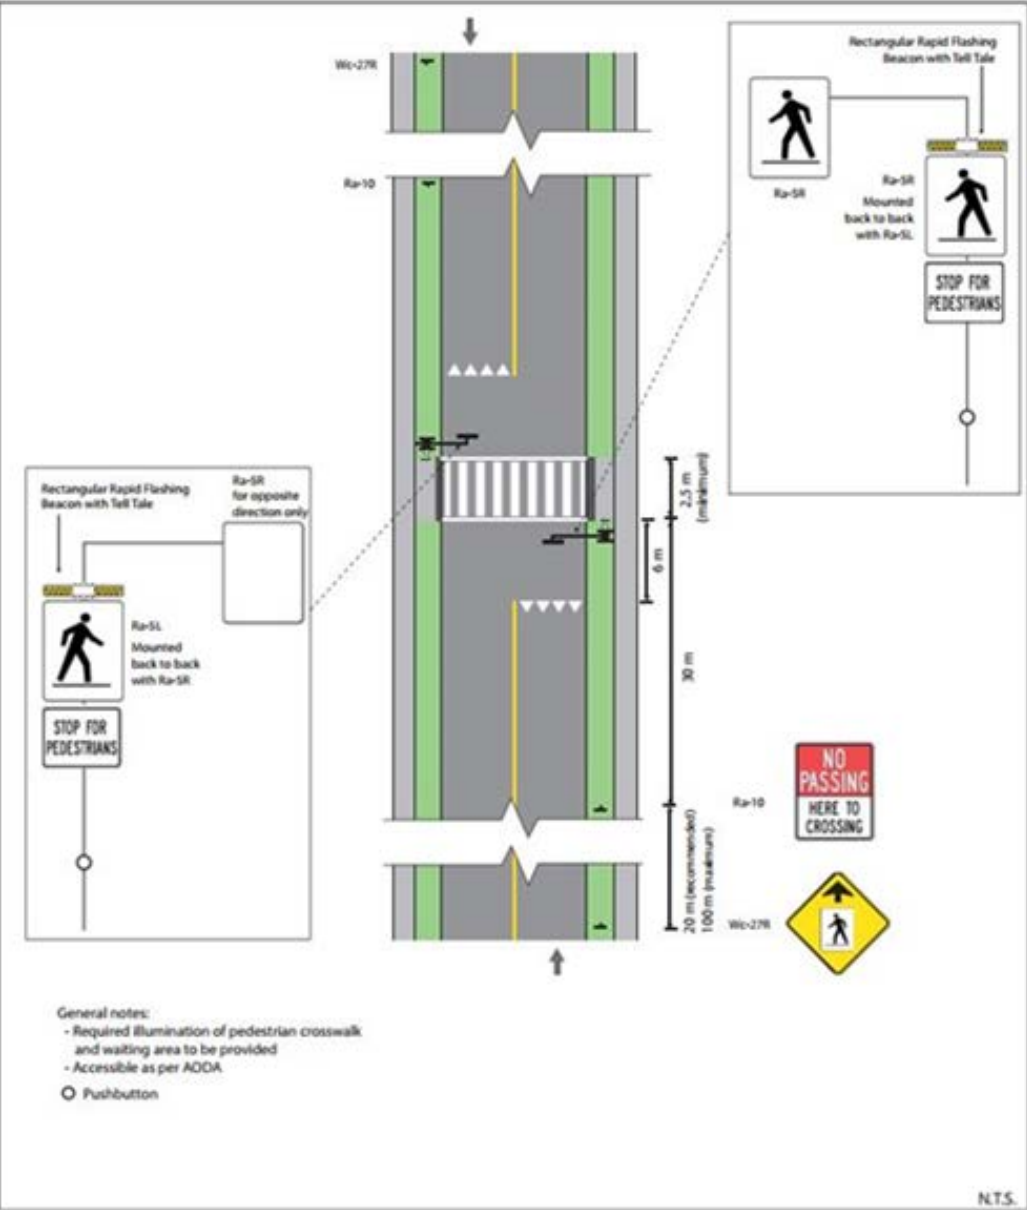 Wc-27R
Ra-10
Rectangular Rapid Flashing
Beacon with Tell Tale
Ra-5R
Ra-5R
Mounted
back to back
with Ra-5L
STOP FOR
PEDESTRIANS
Rectangular Rapid Flashing
Beacon with Tell Tale
Ra-5R
for opposite
direction only
Ra-5L
Mounted
back to back
with Ra-5R
STOP FOR
PEDESTRIANS
2.5 m
(minimum)
6 m
30 m
20 m (recommended)
100 m (maximum)
Ra-10
NO
PASSING
HERE TO
CROSSING
Wc-27R
General notes:
- Required illumination of pedestrian crosswalk
and waiting area to be provided
- Accessible as per AODA
Pushbutton
N.T.S.